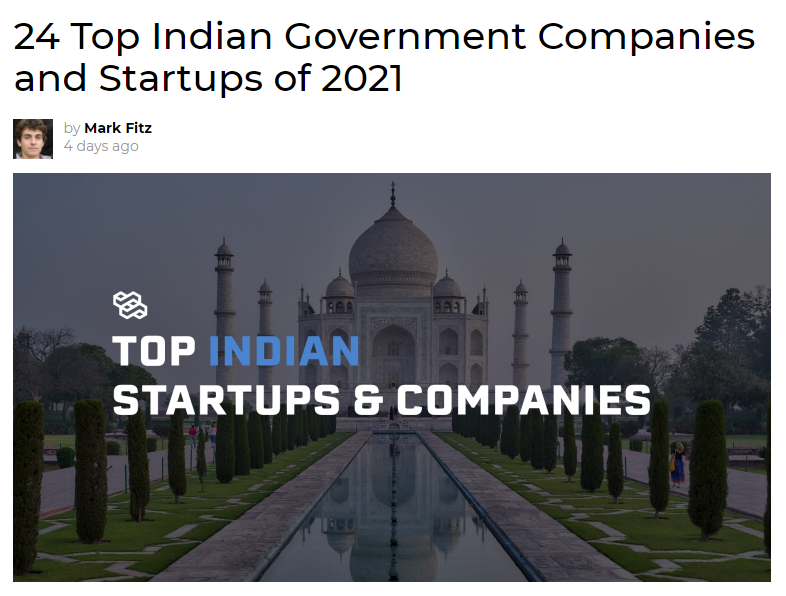 24 Top Indian Government Companies
and Startups of 2021
by Mark Fitz
4 days ago
TOP INDIAN
STARTUPS & COMPANIES